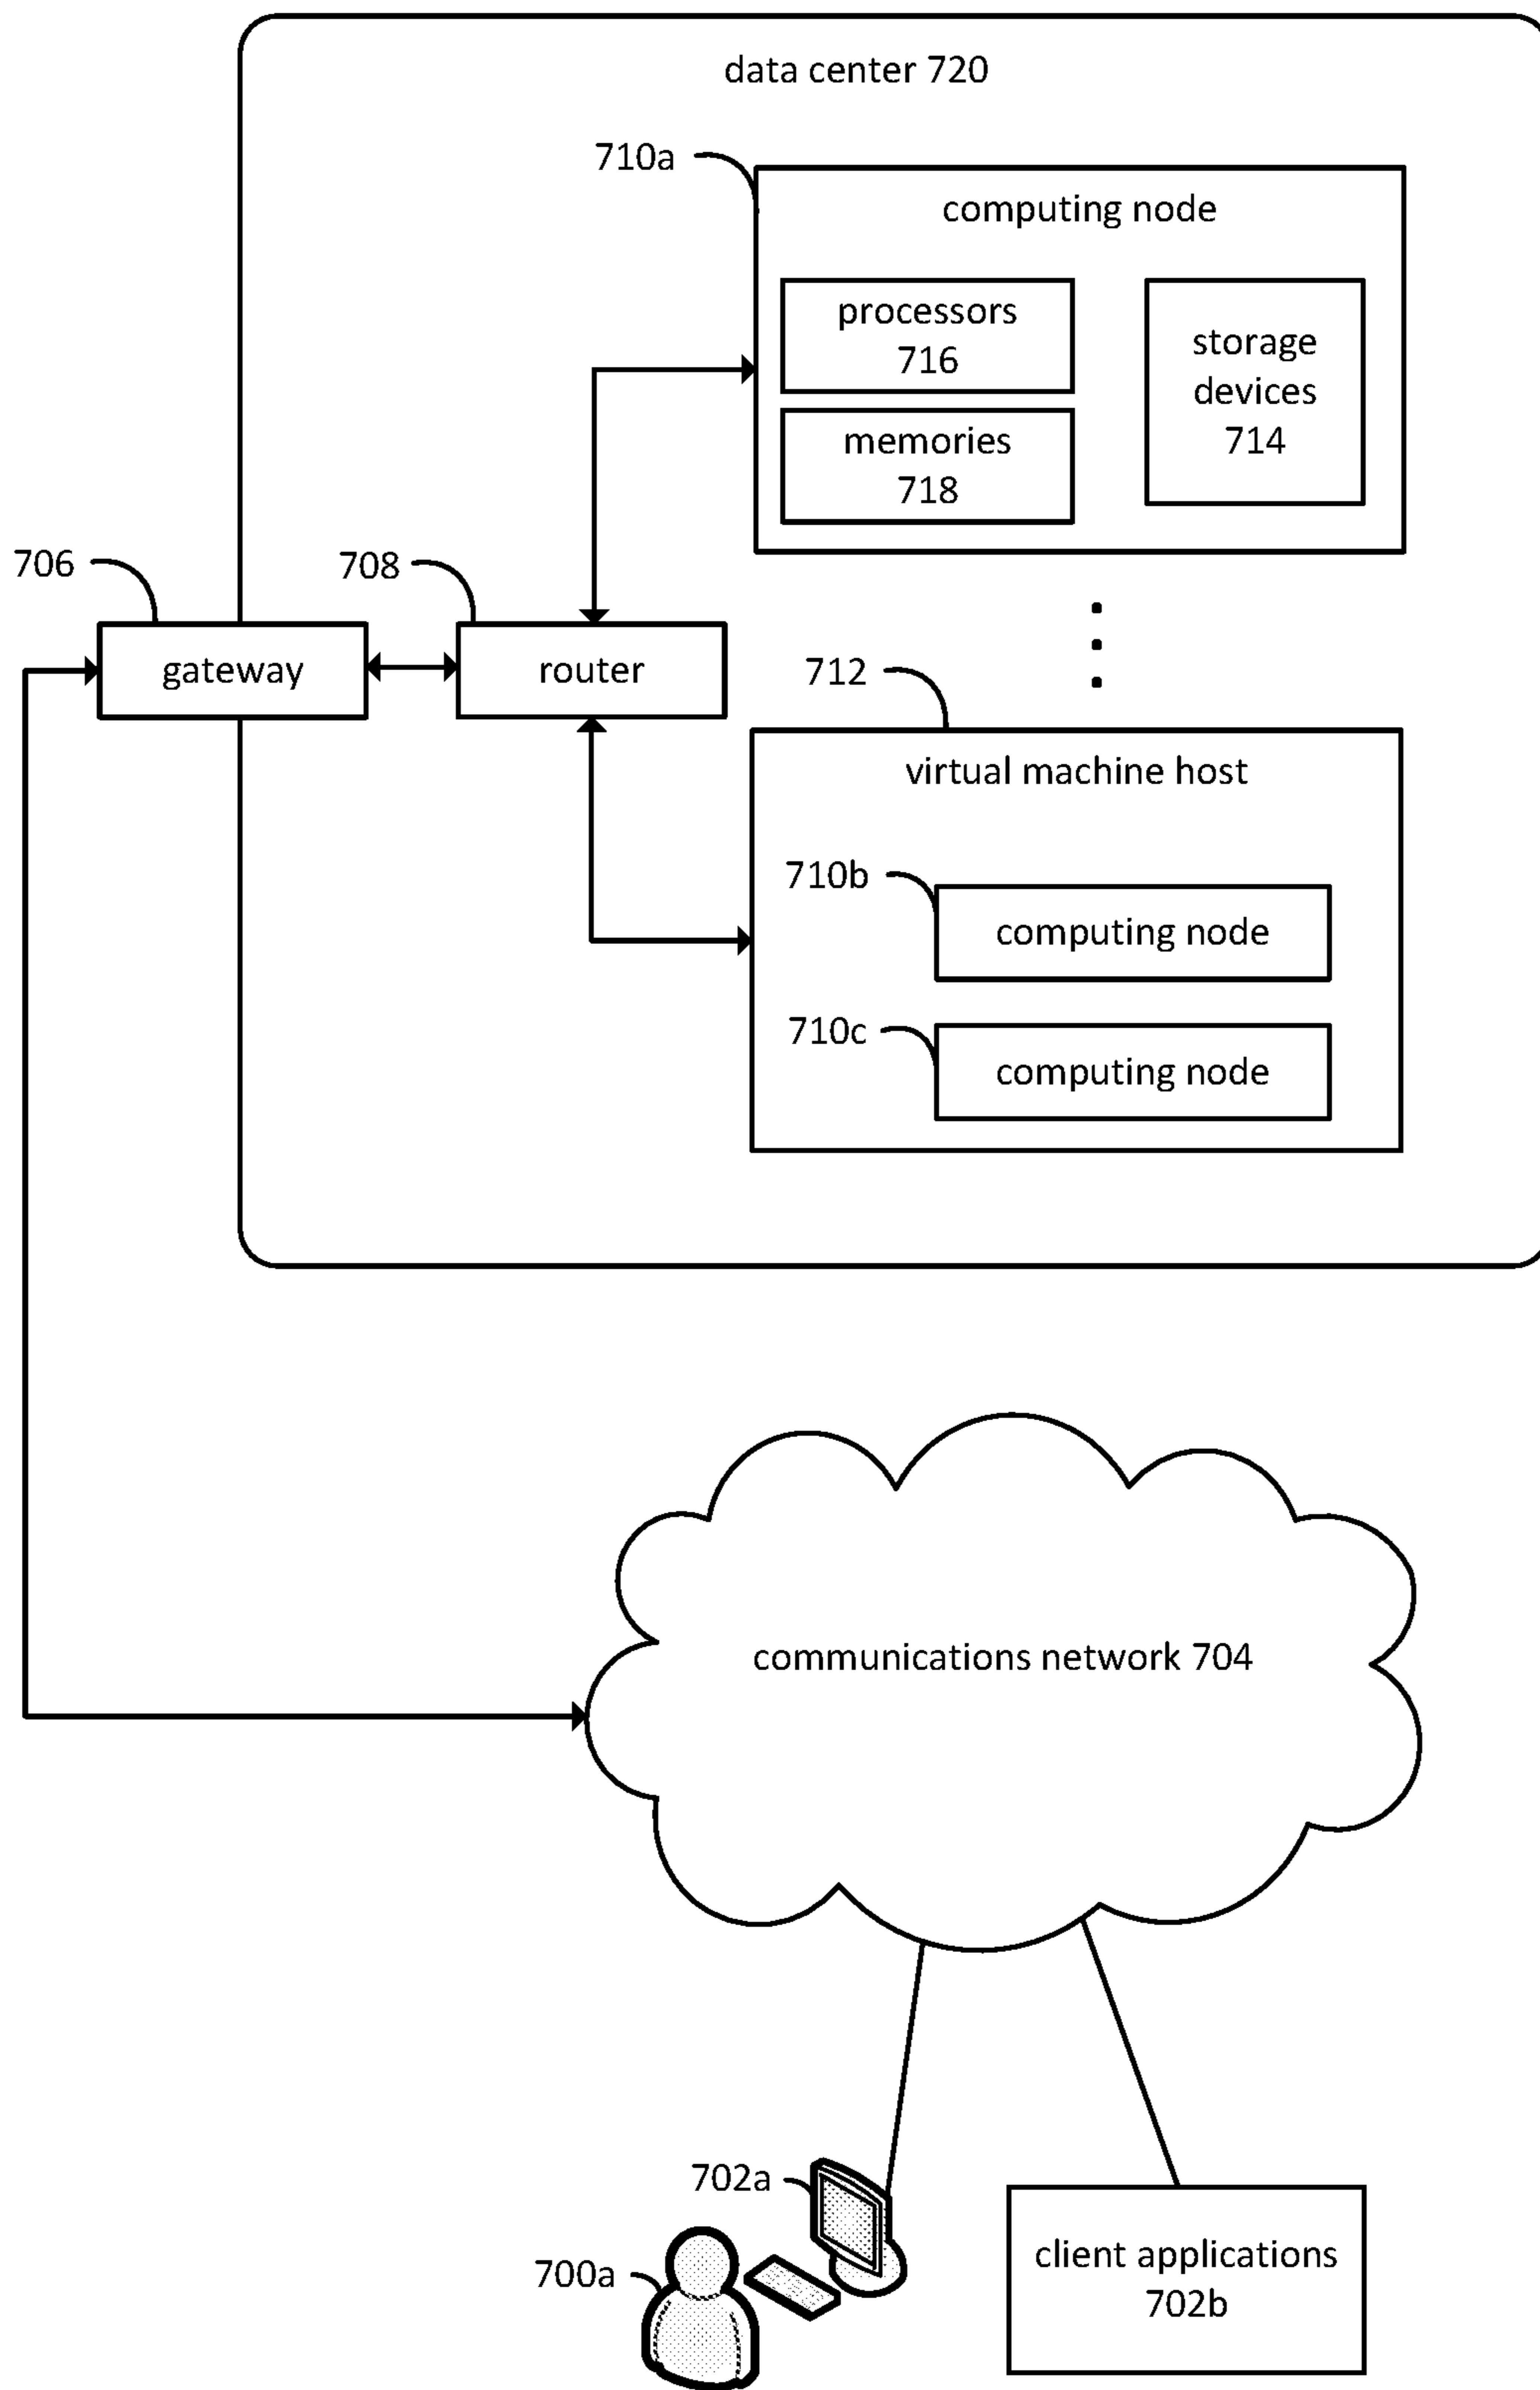 data center 720
710a
computing node
processors
716
storage
devices
714
memories
718
706
708
gateway
router
712
virtual machine host
710b
computing node
710c
computing node
communications network 704
702a
700a
client applications
702b